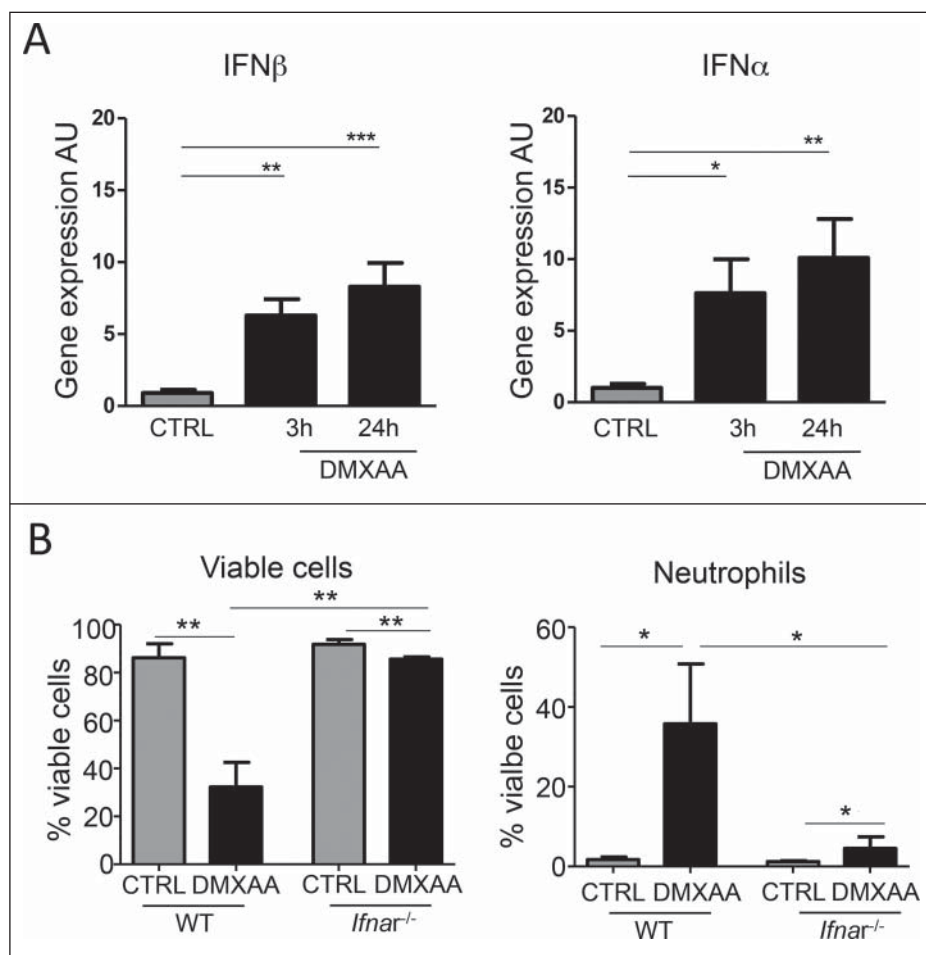 A
IFNβ
Gene expression AU
20
15
10
5
0
**
***
CTRL
3h
24h
DMXAA
IFNα
Gene expression AU
20
15
10
5
0
*
**
CTRL
3h
24h
DMXAA
B
Viable cells
% viable cells
100
80
60
40
20
0
**
**
**
CTRL DMXAA
CTRL DMXAA
WT
Ifnar-/-
Neutrophils
% vialbe cells
60
40
20
0
*
*
*
CTRL DMXAA
CTRL DMXAA
WT
Ifnar-/-